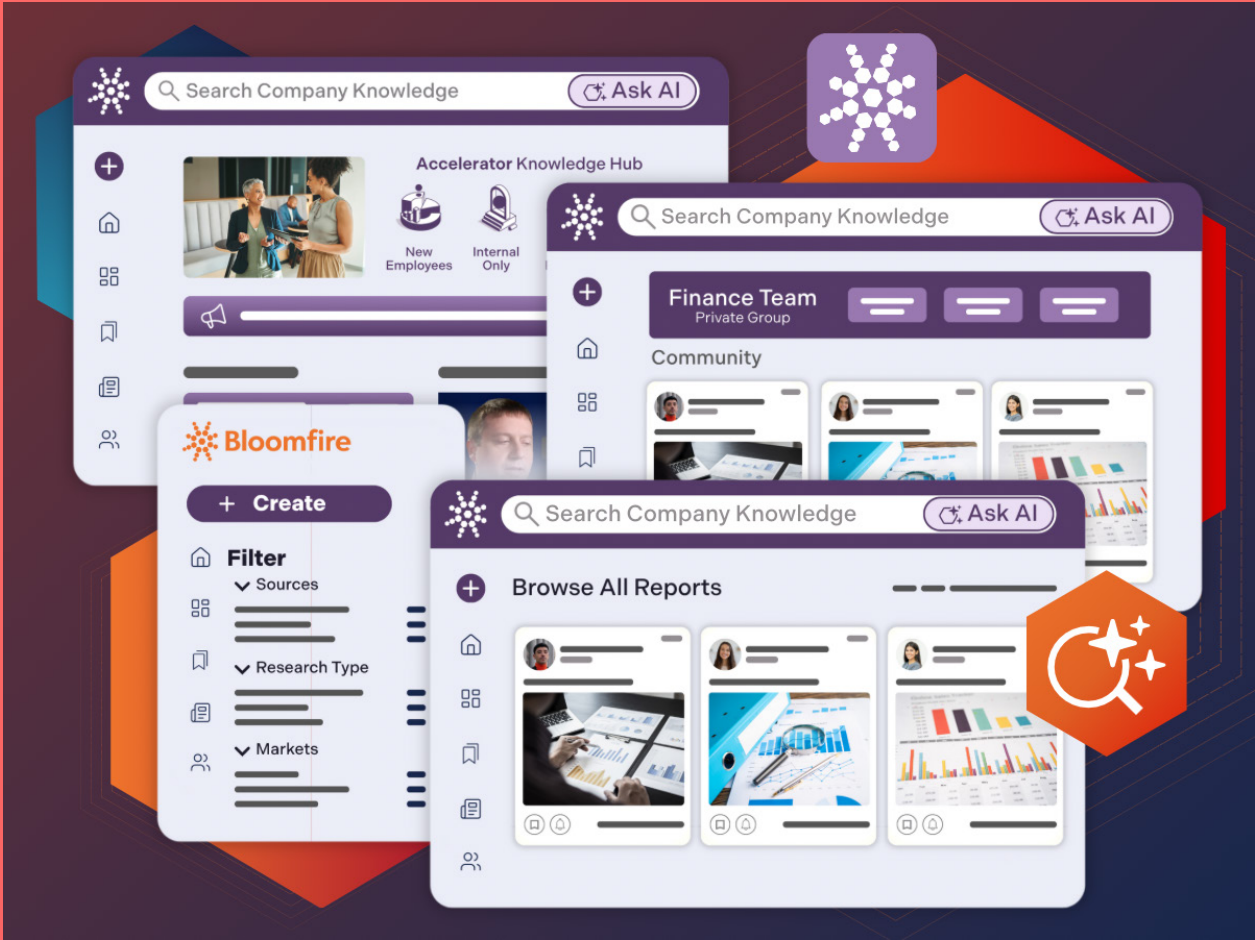 Search Company Knowledge
Ask AI
Accelerator Knowledge Hub
New
Employees
Internal
Only
Search Company Knowledge
Ask AI
Finance Team
Private Group
Community
Bloomfire
+ Create
Filter
Sources
Research Type
Markets
Search Company Knowledge
Ask AI
Browse All Reports